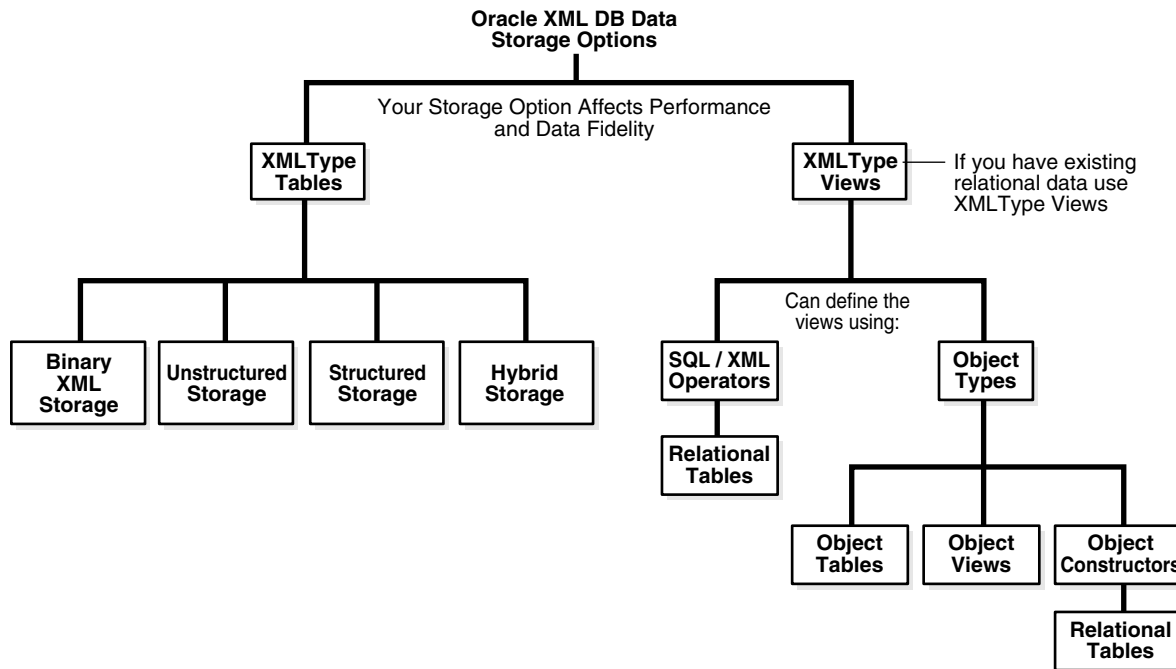 Oracle XML DB Data
Storage Options
Your Storage Option Affects Performance
and Data Fidelity
XMLType
Tables
XMLType
Views
If you have existing
relational data use
XMLType Views
Can define the
views using:
Binary
XML
Storage
Unstructured
Storage
Structured
Storage
Hybrid
Storage
SQL / XML
Operators
Object
Types
Relational
Tables
Object
Tables
Object
Views
Object
Constructors
Relational
Tables